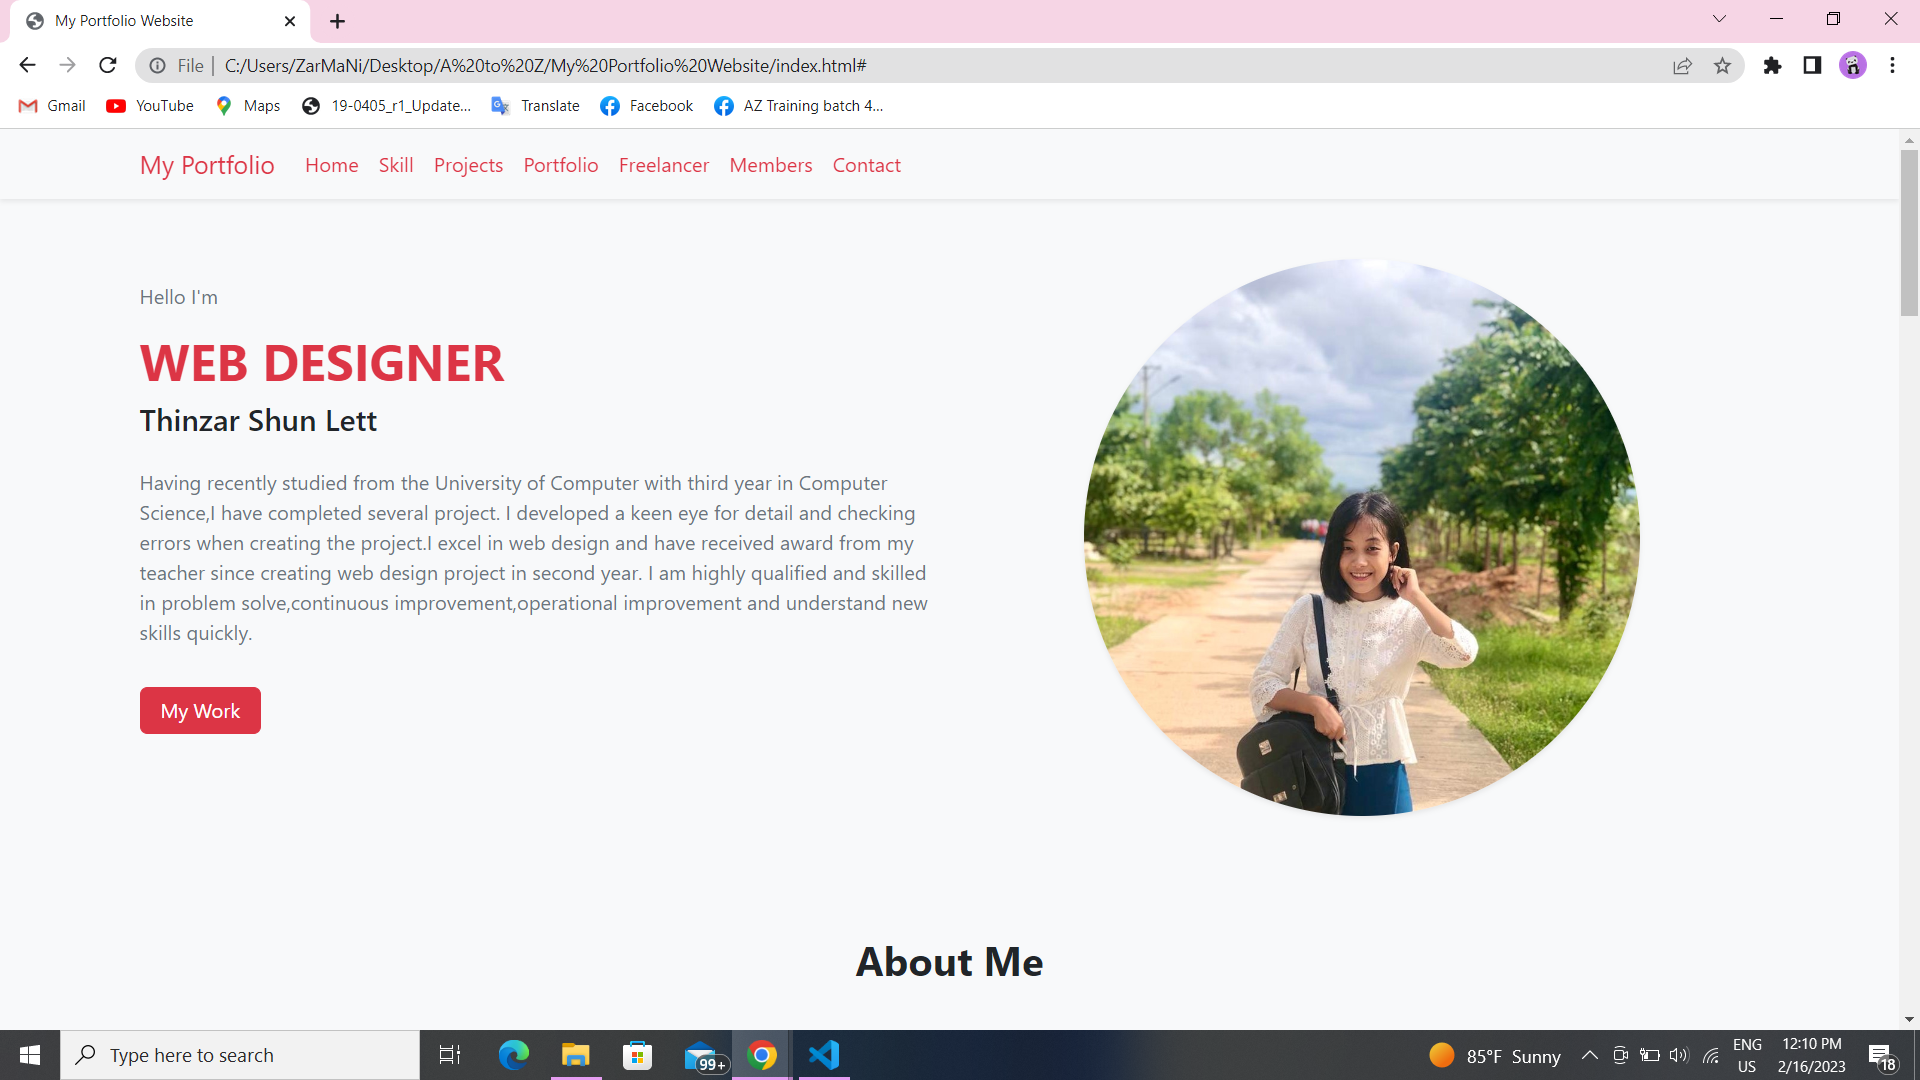 My Portfolio Website
File
C:/Users/ZarMaNi/Desktop/A%20to%20Z/My%20Portfolio%20Website/index.html#
Gmail YouTube Maps 19-0405_r1_Update... Translate Facebook AZ Training batch 4...
My Portfolio Home Skill Projects Portfolio Freelancer Members Contact
Hello I'm
WEB DESIGNER
Thinzar Shun Lett
Having recently studied from the University of Computer with third year in Computer
Science,I have completed several project. I developed a keen eye for detail and checking
errors when creating the project.I excel in web design and have received award from my
teacher since creating web design project in second year. I am highly qualified and skilled
in problem solve,continuous improvement,operational improvement and understand new
skills quickly.
My Work
About Me
Type here to search
99+
85°F Sunny
ENG
US
12:10 PM
2/16/2023
18